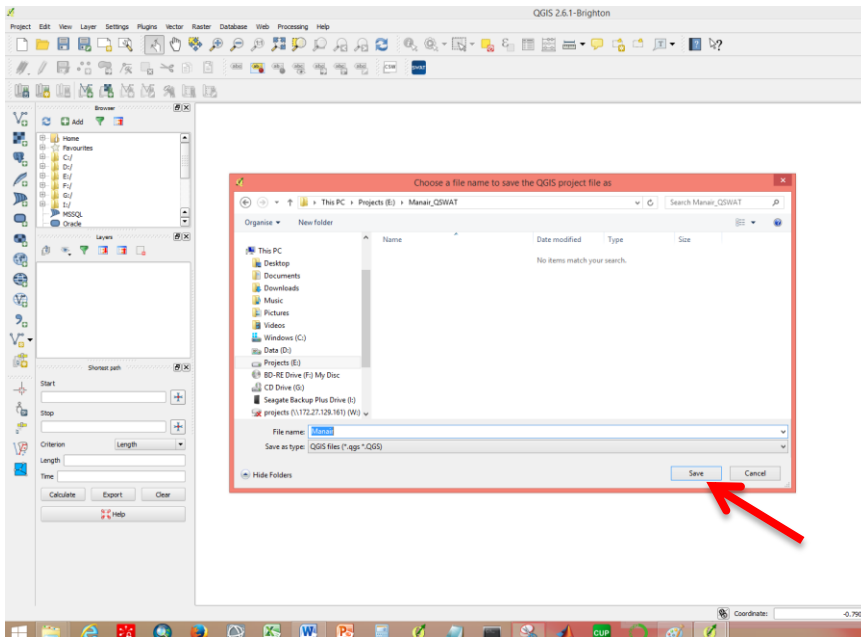 QGIS 2.6.1-Brighton
Project Edit View Layer Settings Plugins Vector Raster Database Web Processing Help
CSW
SWAT
Browser
Add
Home
Favourites
C:/
D:/
E:/
F:/
G:/
I:/
MSSQL
Oracle
Layers
Shortest path
Start
Stop
Criterion Length
Length
Time
Calculate Export Clear
Help
Choose a file name to save the QGIS project file as
This PC Projects (E:) Manair_QSWAT Search Manair_QSWAT
Organise New folder
Name Date modified Type Size
No items match your search.
This PC
Desktop
Documents
Downloads
Music
Pictures
Videos
Windows (C:)
Data (D:)
Projects (E:)
BD-RE Drive (F:) My Disc
CD Drive (G:)
Seagate Backup Plus Drive (I:)
projects (\\172.27.129.161) (W:)
File name: Manair
Save as type: QGIS files (*.qgs *.QGS)
Hide Folders Save Cancel
Coordinate: -0.790
CUP